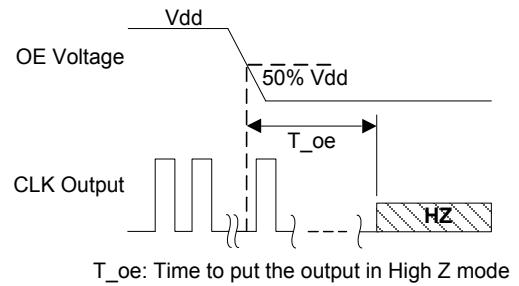 Vdd
OE Voltage
50% Vdd
T_oe
CLK Output
HZ
T_oe: Time to put the output in High Z mode